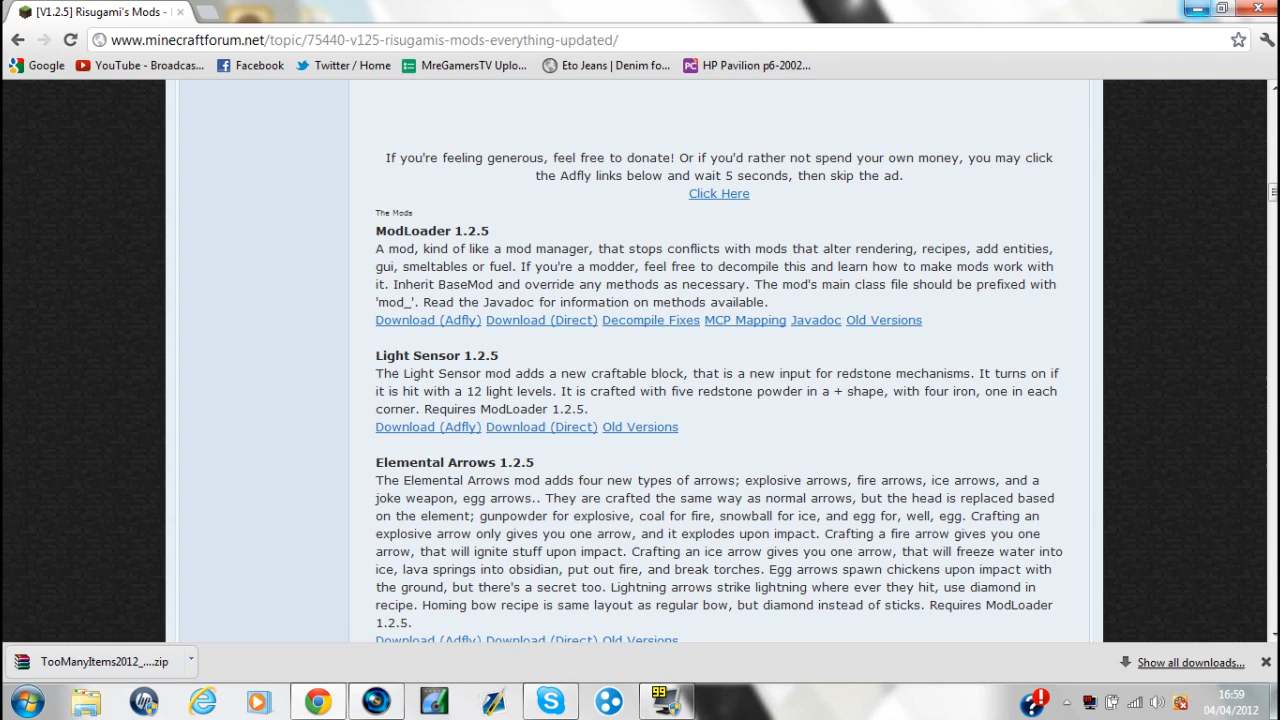 [V1.2.5] Risugami's Mods -
www.minecraftforum.net/topic/75440-v125-risugamis-mods-everything-updated/
Google YouTube - Broadcas... Facebook Twitter / Home MreGamersTV Uplo... Eto Jeans | Denim fo... PC HP Pavilion p6-2002...
If you're feeling generous, feel free to donate! Or if you'd rather not spend your own money, you may click
the Adfly links below and wait 5 seconds, then skip the ad.
Click Here
The Mods
ModLoader 1.2.5
A mod, kind of like a mod manager, that stops conflicts with mods that alter rendering, recipes, add entities,
gui, smeltables or fuel. If you're a modder, feel free to decompile this and learn how to make mods work with
it. Inherit BaseMod and override any methods as necessary. The mod's main class file should be prefixed with
'mod_'. Read the Javadoc for information on methods available.
Download (Adfly) Download (Direct) Decompile Fixes MCP Mapping Javadoc Old Versions
Light Sensor 1.2.5
The Light Sensor mod adds a new craftable block, that is a new input for redstone mechanisms. It turns on if
it is hit with a 12 light levels. It is crafted with five redstone powder in a + shape, with four iron, one in each
corner. Requires ModLoader 1.2.5.
Download (Adfly) Download (Direct) Old Versions
Elemental Arrows 1.2.5
The Elemental Arrows mod adds four new types of arrows; explosive arrows, fire arrows, ice arrows, and a
joke weapon, egg arrows.. They are crafted the same way as normal arrows, but the head is replaced based
on the element; gunpowder for explosive, coal for fire, snowball for ice, and egg for, well, egg. Crafting an
explosive arrow only gives you one arrow, and it explodes upon impact. Crafting a fire arrow gives you one
arrow, that will ignite stuff upon impact. Crafting an ice arrow gives you one arrow, that will freeze water into
ice, lava springs into obsidian, put out fire, and break torches. Egg arrows spawn chickens upon impact with
the ground, but there's a secret too. Lightning arrows strike lightning where ever they hit, use diamond in
recipe. Homing bow recipe is same layout as regular bow, but diamond instead of sticks. Requires ModLoader
1.2.5.
Download (Adfly) Download (Direct) Old Versions
TooManyItems2012_....zip
Show all downloads...
99
16:59
04/04/2012